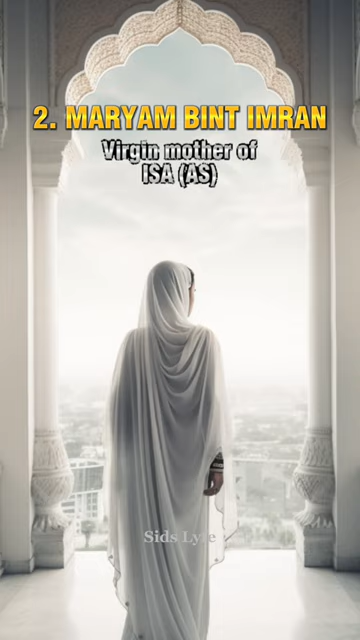 2. MARYAM BINT IMRAN
Virgin mother of
ISA (AS)
Sids Lyfe